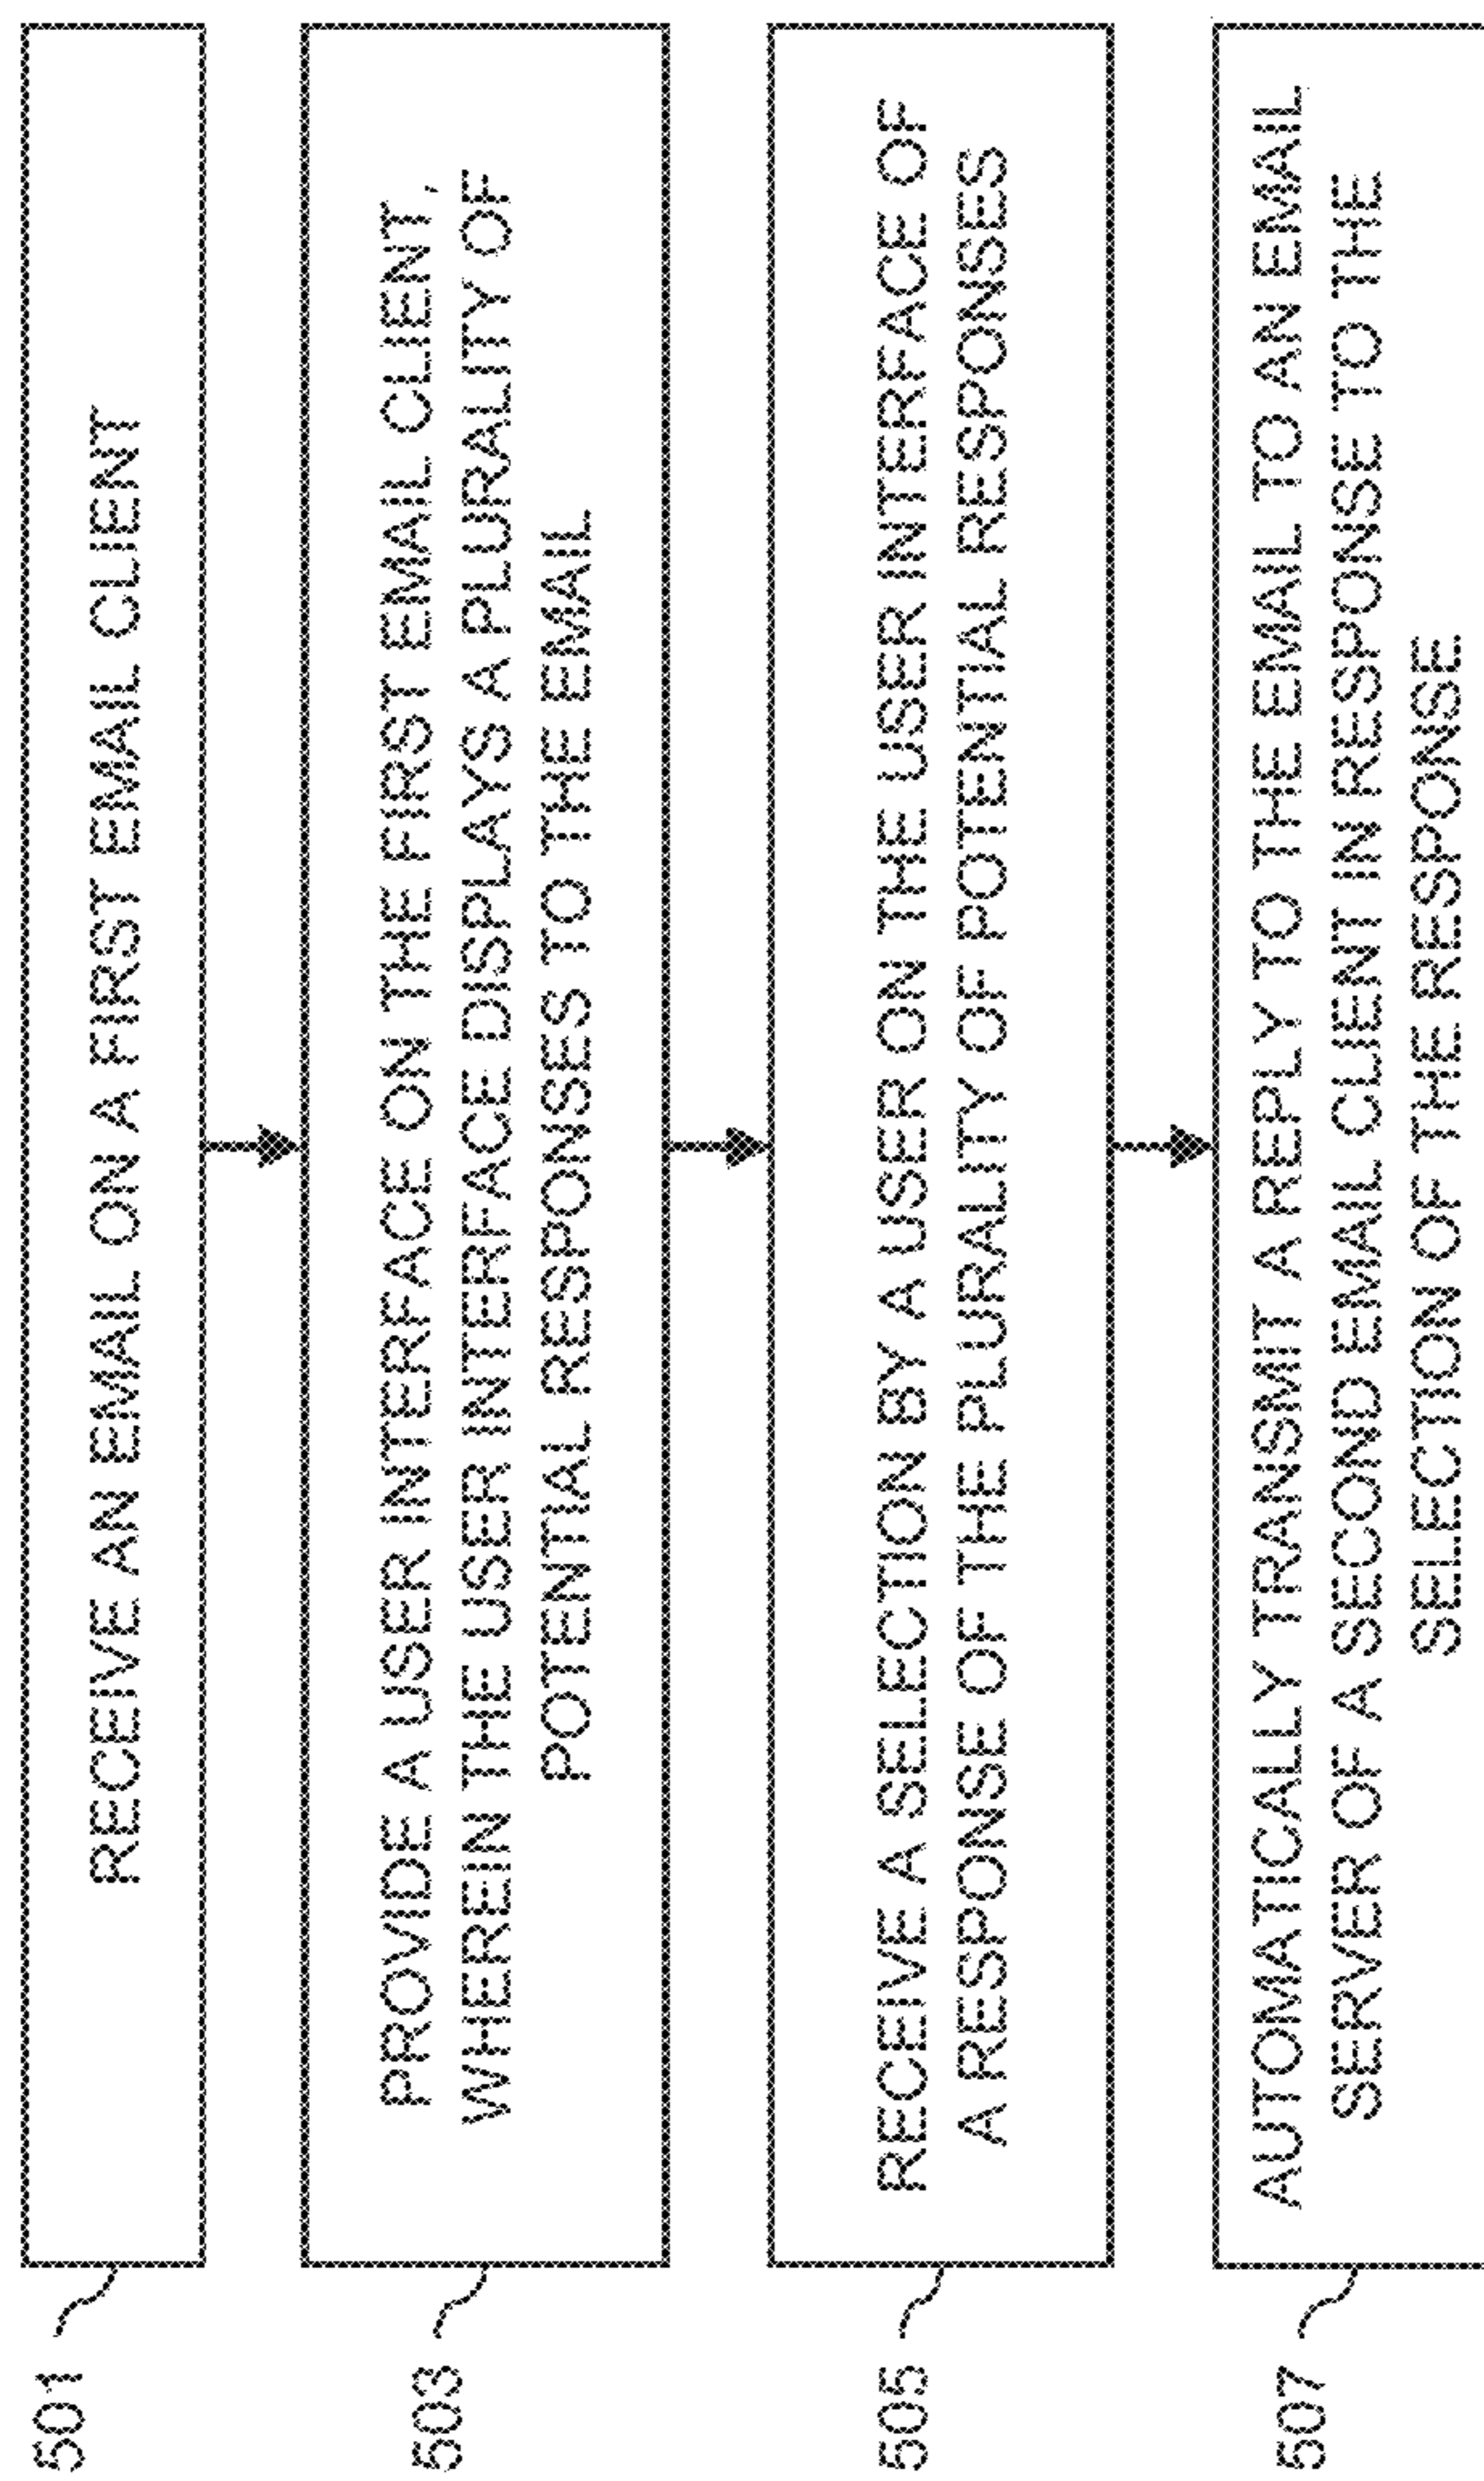 501
RECEIVE AN EMAIL ON A FIRST EMAIL CLIENT
503
PROVIDE A USER INTERFACE ON THE FIRST EMAIL CLIENT,
WHEREIN THE USER INTERFACE DISPLAYS A PLURALITY OF
POTENTIAL RESPONSES TO THE EMAIL
505
RECEIVE A SELECTION BY A USER ON THE USER INTERFACE OF
A RESPONSE OF THE PLURALITY OF POTENTIAL RESPONSES
507
AUTOMATICALLY TRANSMIT A REPLY TO THE EMAIL TO AN EMAIL
SERVER OF A SECOND EMAIL CLIENT IN RESPONSE TO THE
SELECTION OF THE RESPONSE